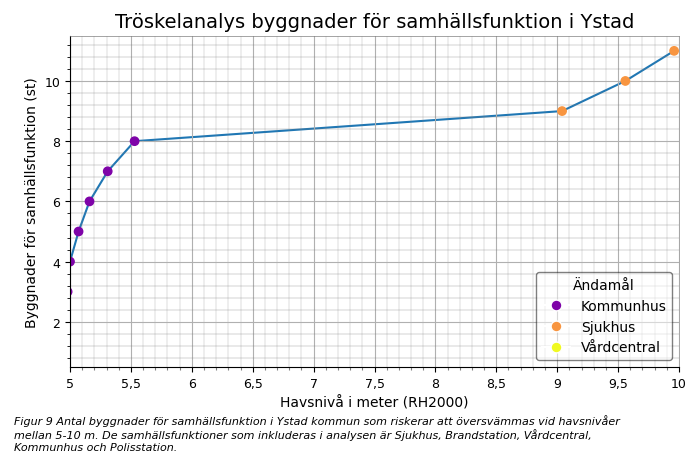 Tröskelanalys byggnader för samhällsfunktion i Ystad
Byggnader för samhällsfunktion (st)
10
8
6
4
2
5
5,5
6
6,5
7
7,5
8
8,5
9
9,5
10
Havsnivå i meter (RH2000)
Ändamål
Kommunhus
Sjukhus
Vårdcentral
Figur 9 Antal byggnader för samhällsfunktion i Ystad kommun som riskerar att översvämmas vid havsnivåer
mellan 5-10 m. De samhällsfunktioner som inkluderas i analysen är Sjukhus, Brandstation, Vårdcentral,
Kommunhus och Polisstation.